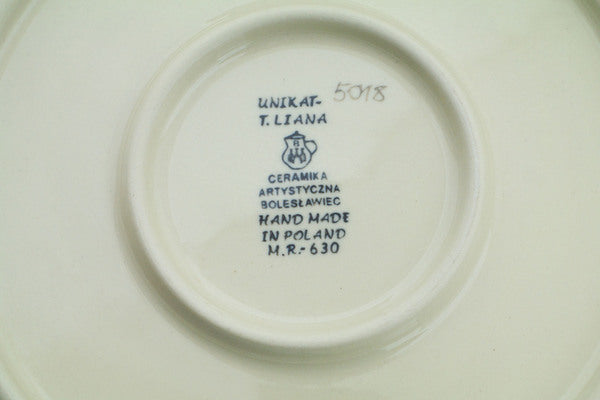 UNIKAT- 5018
T. LIANA
B
CERAMIKA
ARTYSTYCZNA
BOLESŁAWIEC
HAND MADE
IN POLAND
M.R.-630